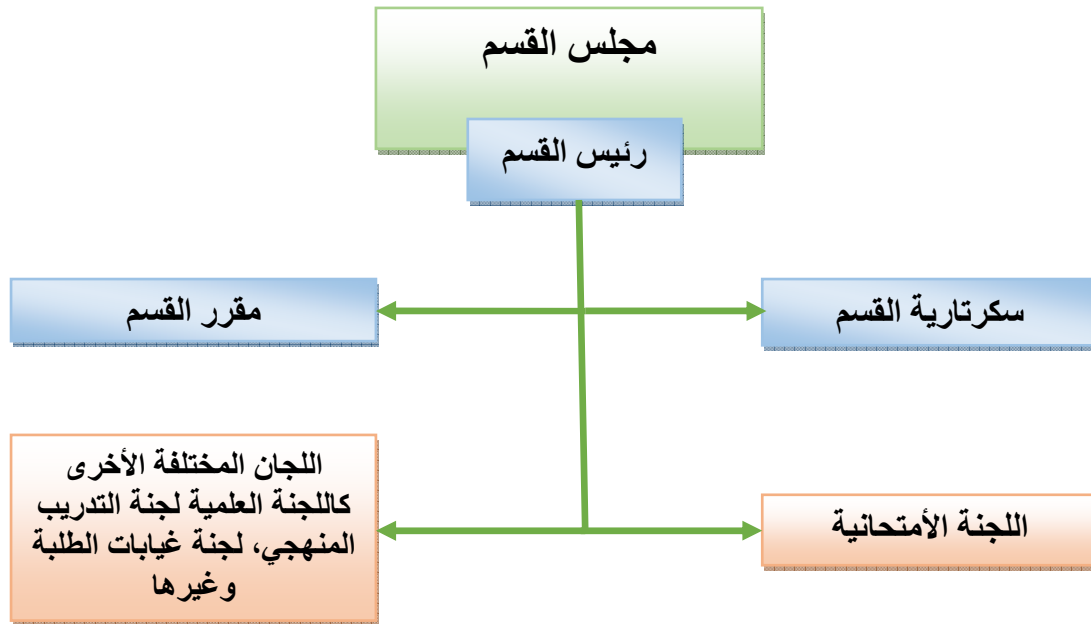 مجلس القسم
رئيس القسم
سكرتارية القسم
مقرر القسم
اللجنة الأمتحانية
اللجان المختلفة الأخرى
كاللجنة العلمية لجنة التدريب
المنهجي، لجنة غيابات الطلبة
وغيرها